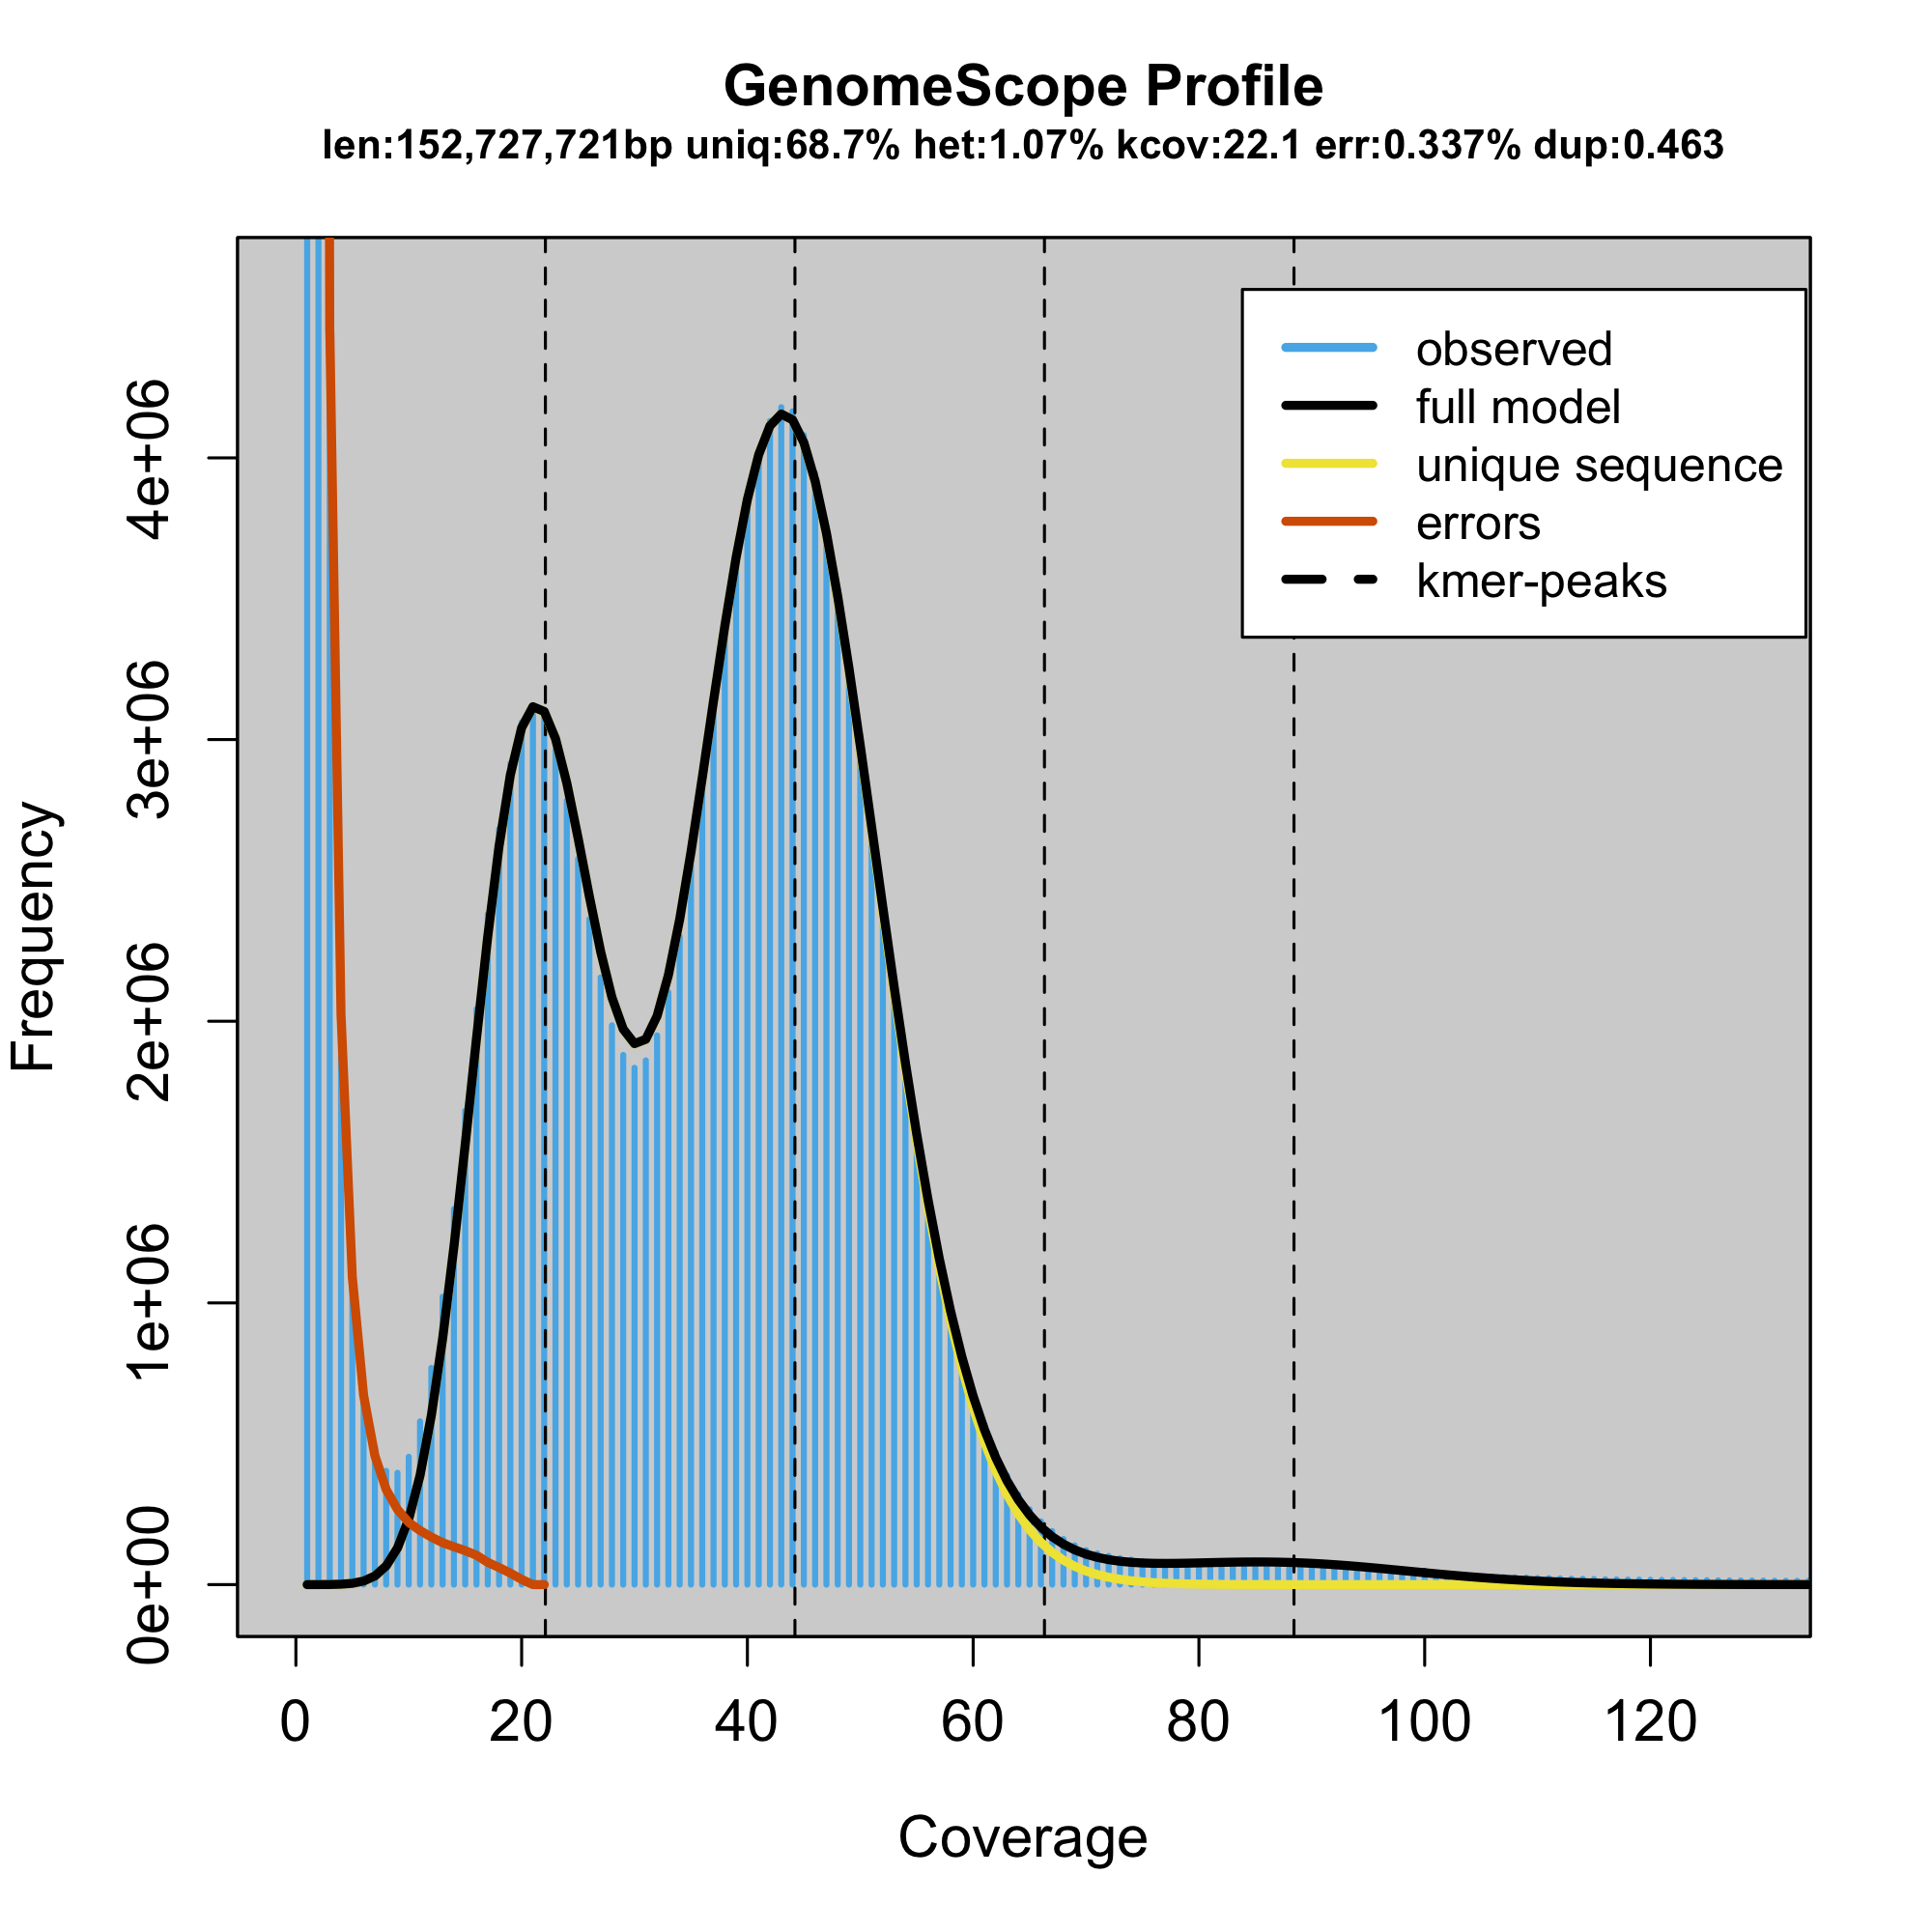 GenomeScope Profile
len:152,727,721bp uniq:68.7% het:1.07% kcov:22.1 err:0.337% dup:0.463
observed
full model
unique sequence
errors
kmer-peaks
Frequency
4e+06
3e+06
2e+06
1e+06
0e+00
0 20 40 60 80 100 120
Coverage